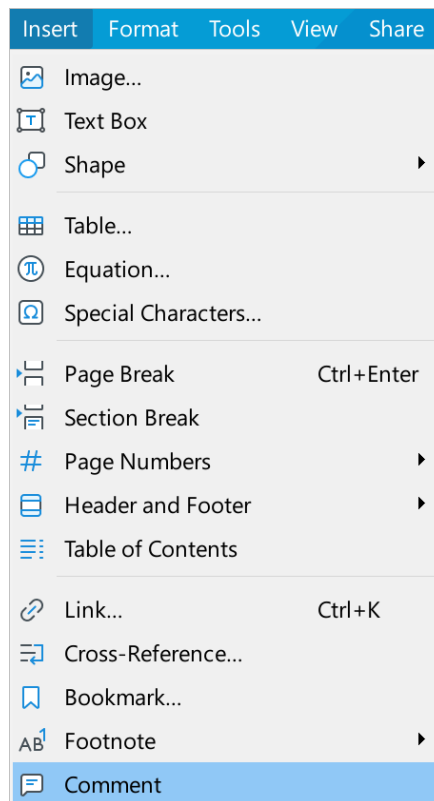 Insert Format Tools View Share
Image...
T Text Box
Shape
Table...
π Equation...
Ω Special Characters...
Page Break Ctrl+Enter
Section Break
# Page Numbers
Header and Footer
Table of Contents
Link... Ctrl+K
Cross-Reference...
Bookmark...
AB1 Footnote
Comment